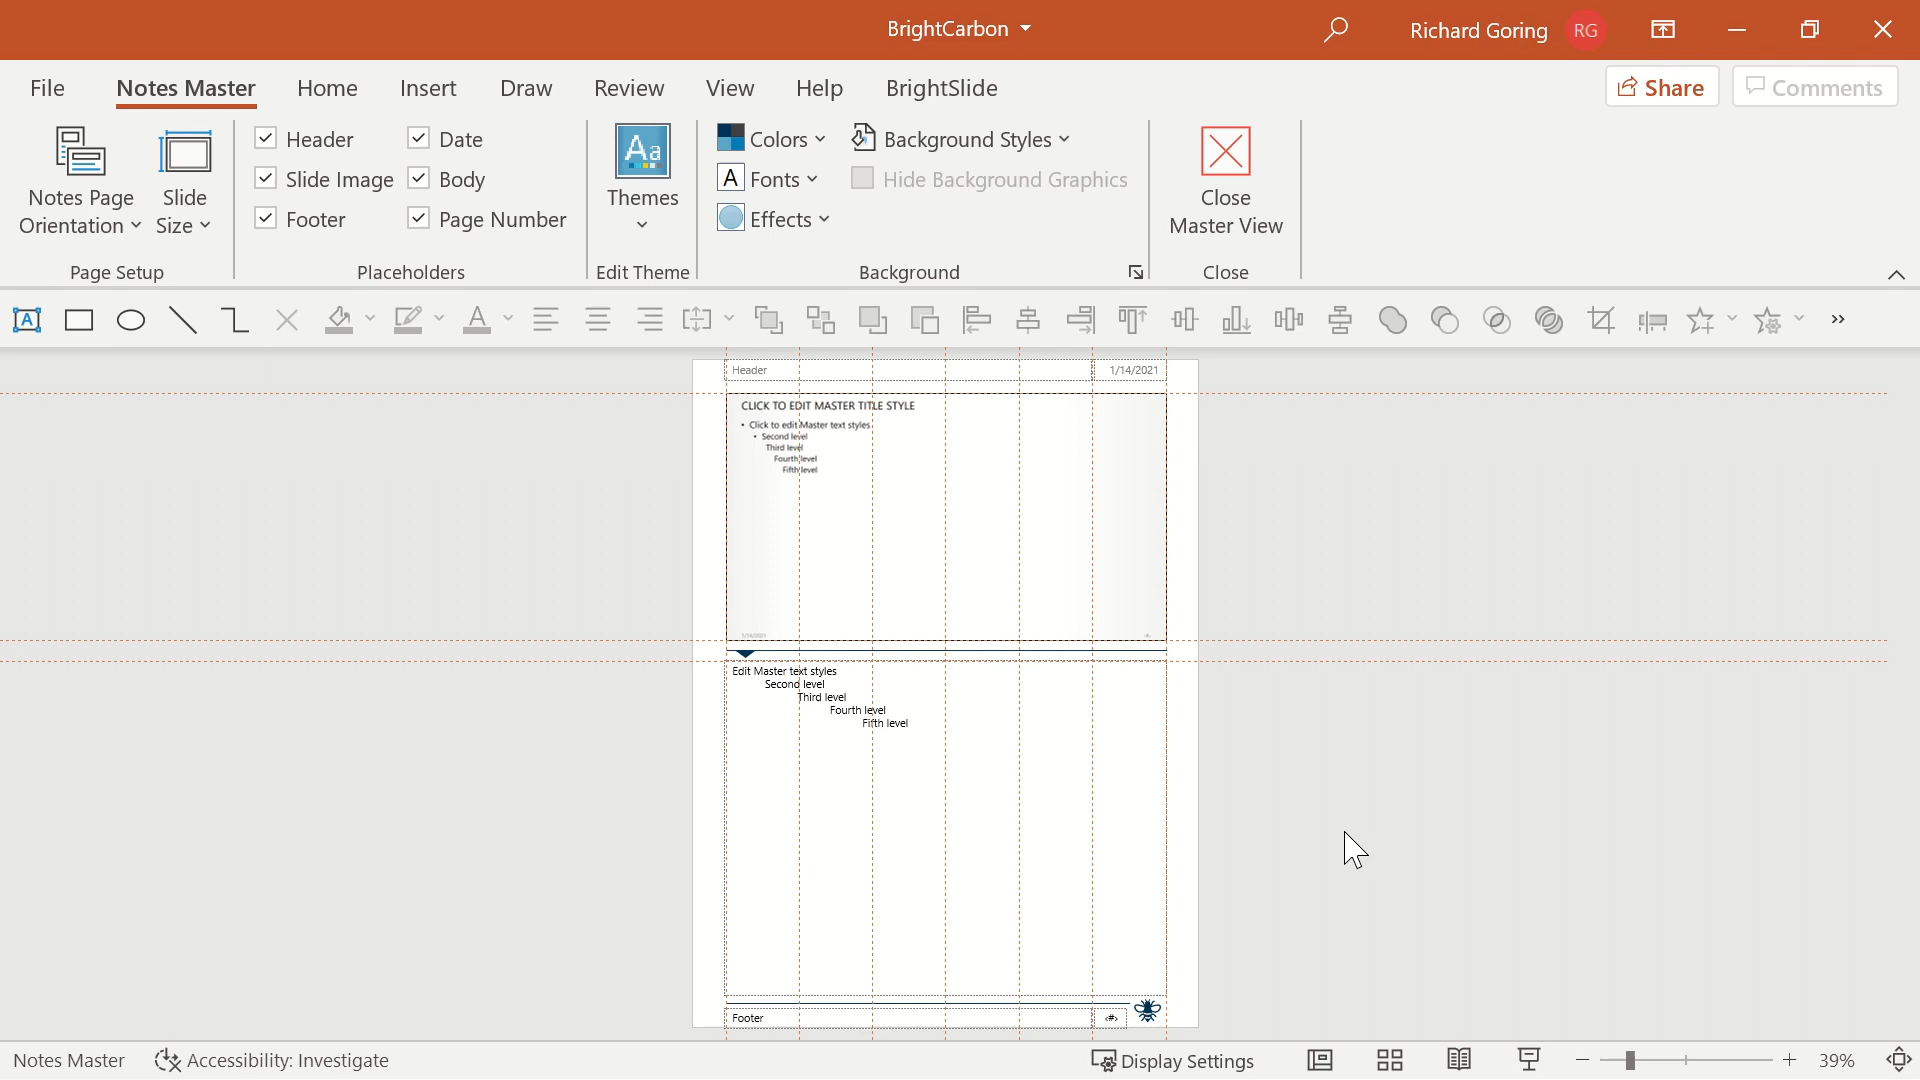 BrightCarbon
Richard Goring RG
File Notes Master Home Insert Draw Review View Help BrightSlide Share Comments
Header Date Colors Background Styles
Notes Page Slide Slide Image Body Themes Fonts Hide Background Graphics Close
Orientation Size Footer Page Number Effects Master View
Page Setup Placeholders Edit Theme Background Close
Header 1/14/2021
CLICK TO EDIT MASTER TITLE STYLE
• Click to edit Master text styles
• Second level
Third level
Fourth level
Fifth level
1/14/2021 ‹#›
Edit Master text styles
Second level
Third level
Fourth level
Fifth level
Footer ‹#›
Notes Master Accessibility: Investigate Display Settings 39%